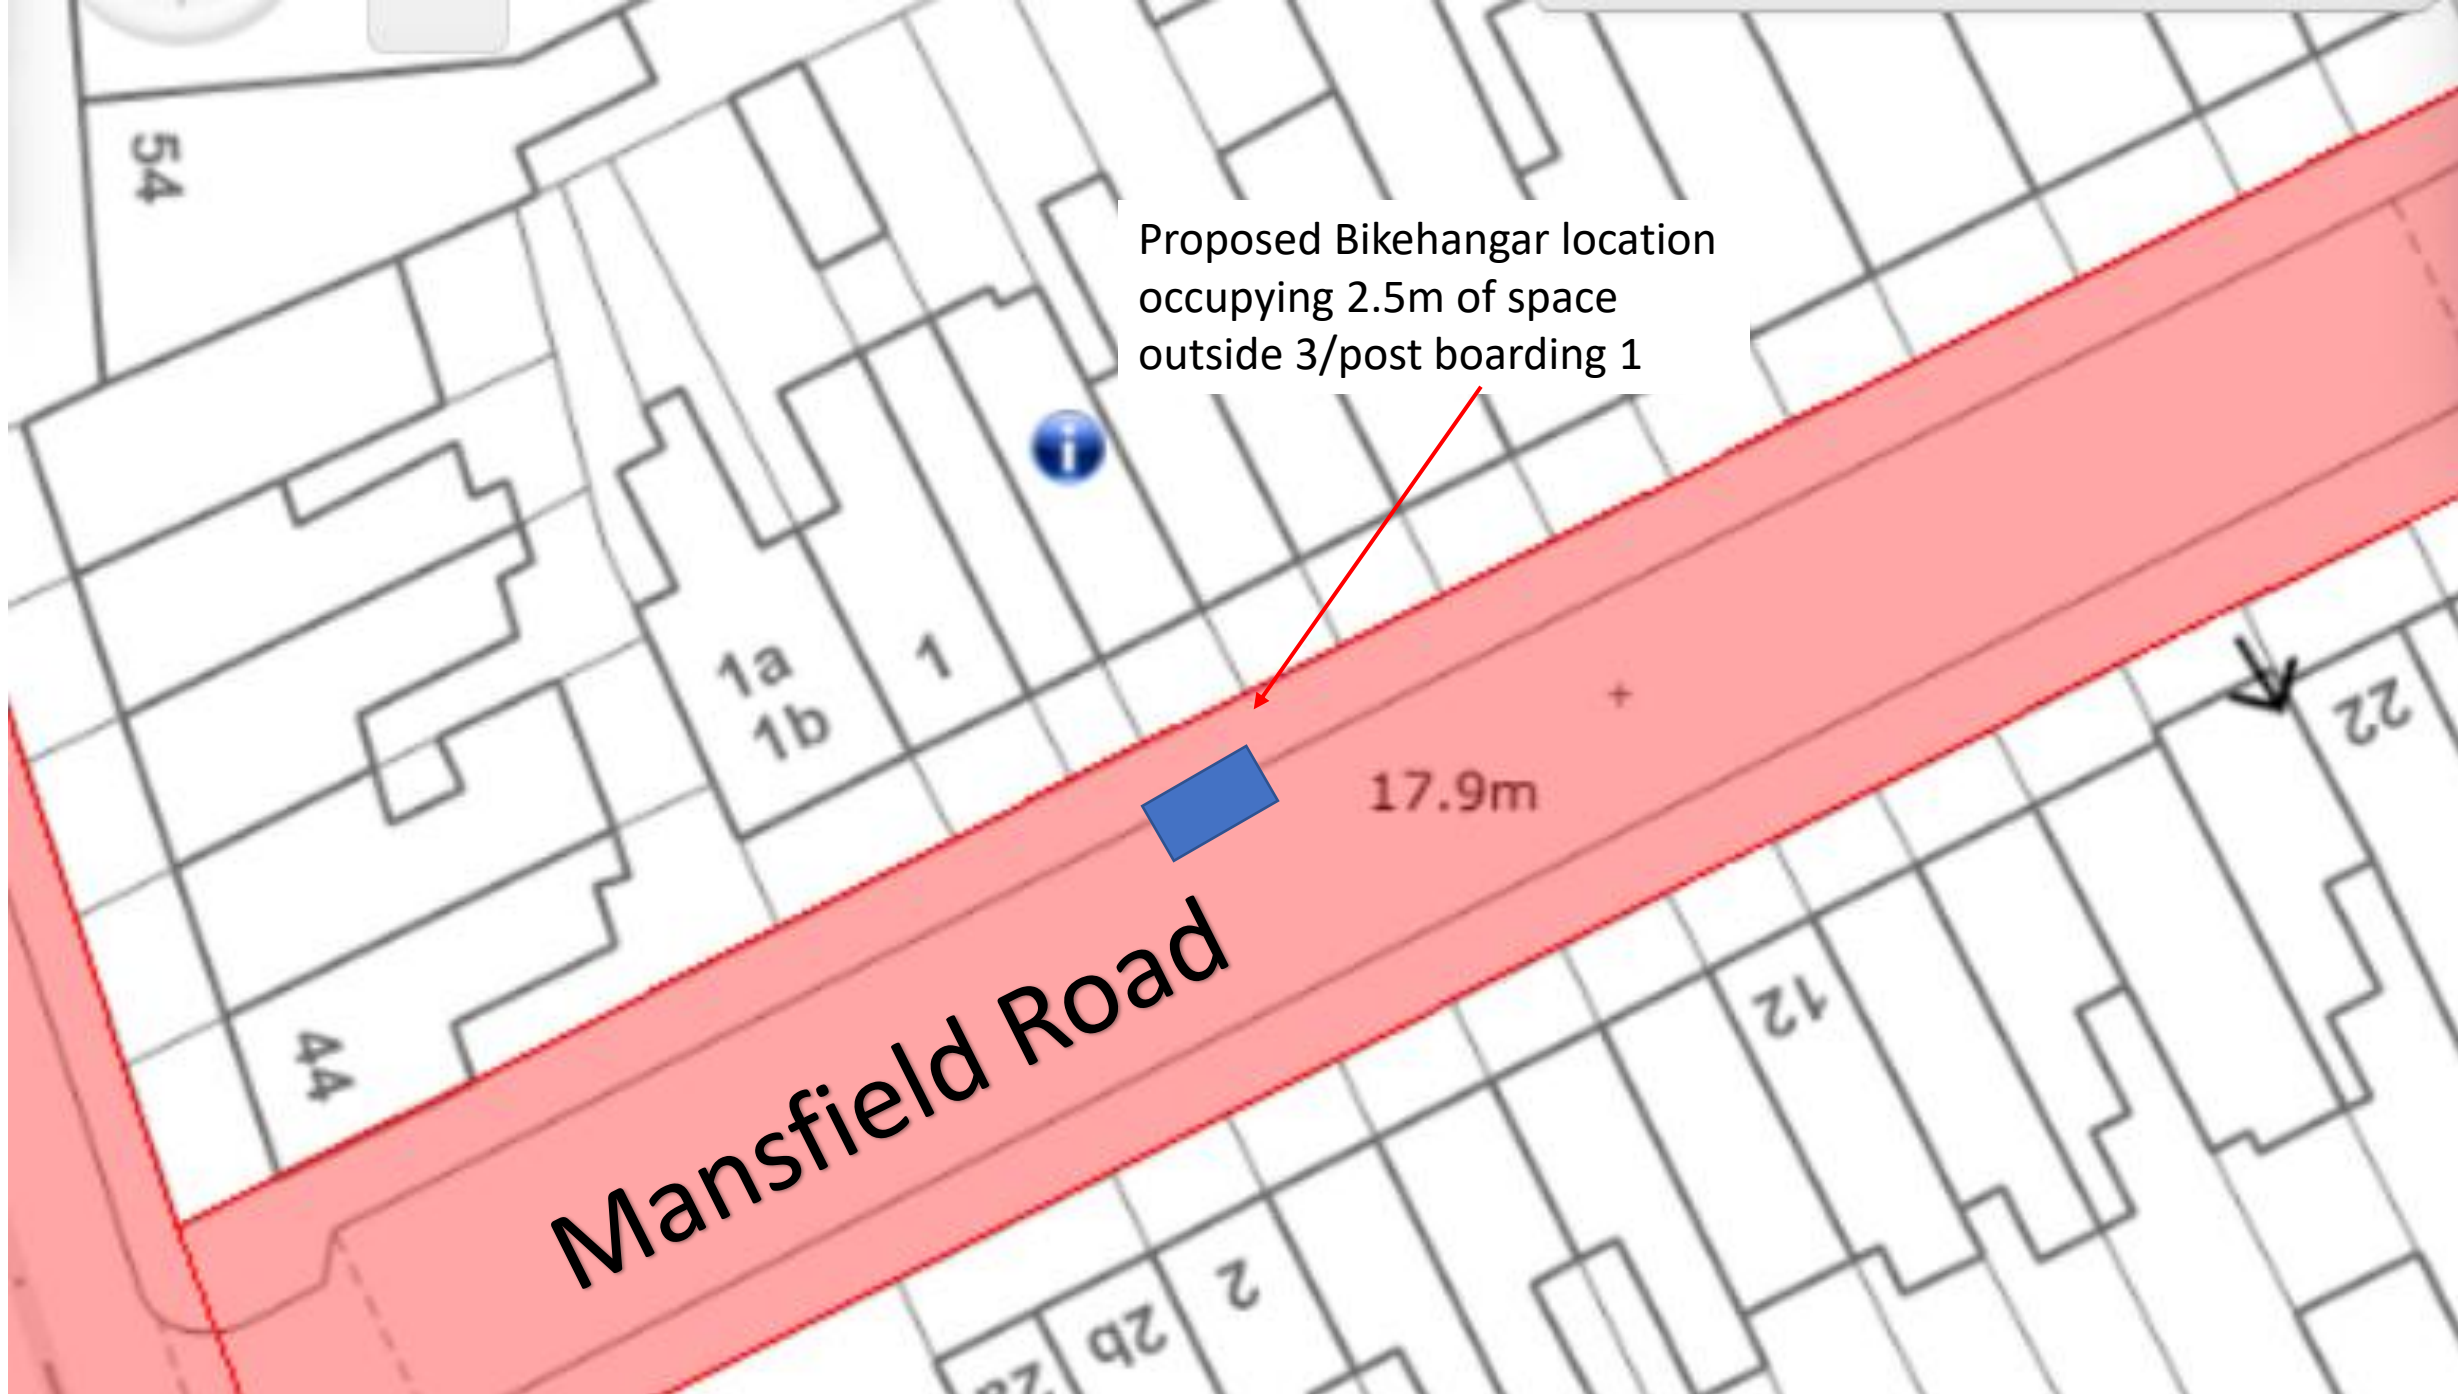 54
Proposed Bikehangar location
occupying 2.5m of space
outside 3/post boarding 1
i
1a
1b
1
22
17.9m
Mansfield Road
12
44
2
2b
2a